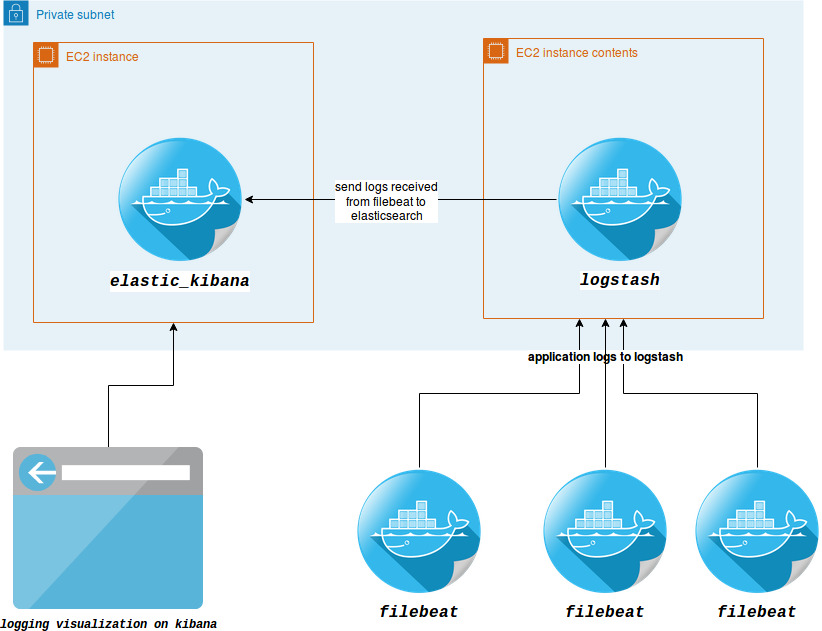 Private subnet
EC2 instance
EC2 instance contents
send logs received
from filebeat to
elasticsearch
elastic_kibana
logstash
application logs to logstash
filebeat
filebeat
filebeat
logging visualization on kibana